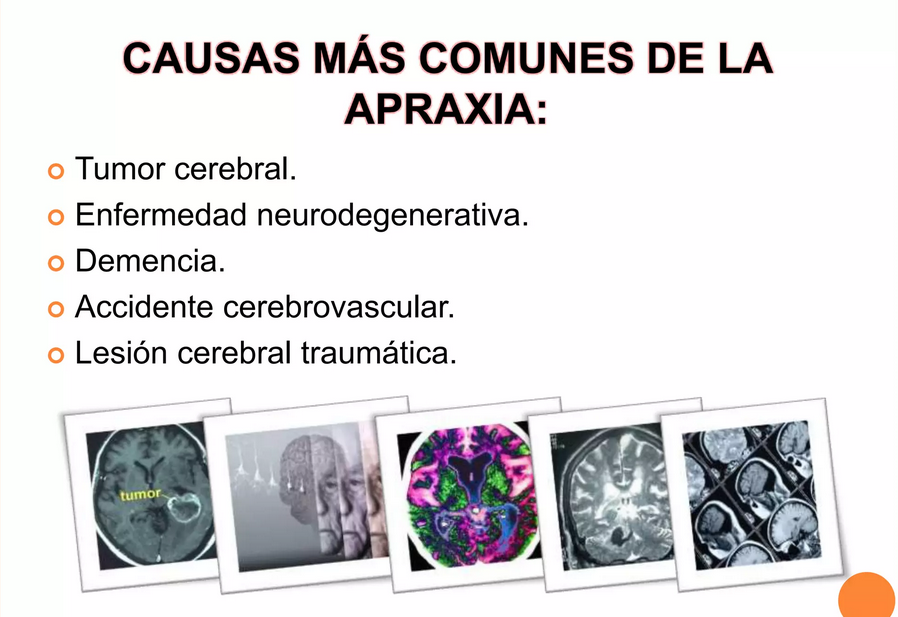 CAUSAS MÁS COMUNES DE LA
APRAXIA:
Tumor cerebral.
Enfermedad neurodegenerativa.
Demencia.
Accidente cerebrovascular.
Lesión cerebral traumática.
tumor